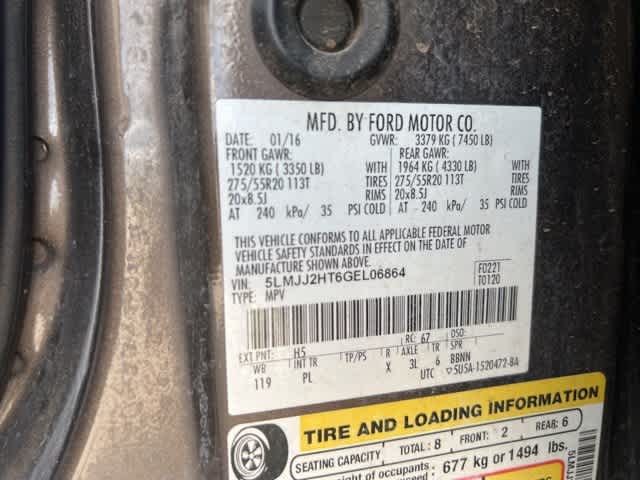 MFD. BY FORD MOTOR CO.
DATE: 01/16 GVWR: 3379 KG ( 7450 LB)
FRONT GAWR: REAR GAWR:
1520 KG ( 3350 LB) WITH 1964 KG ( 4330 LB) WITH
275/55R20 113T TIRES 275/55R20 113T TIRES
20x8.5J RIMS 20x8.5J RIMS
AT 240 kPa/ 35 PSI COLD AT 240 kPa/ 35 PSI COLD
THIS VEHICLE CONFORMS TO ALL APPLICABLE FEDERAL MOTOR
VEHICLE SAFETY STANDARDS IN EFFECT ON THE DATE OF
MANUFACTURE SHOWN ABOVE.
VIN: 5LMJJ2HT6GEL06864 F0221
TYPE: MPV T0120
EXT PNT: H5 RC: 67 DSO:
WB INT TR TP/PS R AXLE TR SPR
119 PL X 3L 6 BBNN
UTC 5U5A-1520472-BA
TIRE AND LOADING INFORMATION
SEATING CAPACITY TOTAL: 8 FRONT: 2 REAR: 6
weight of occupants 677 kg or 1494 lbs.
5LMJJ